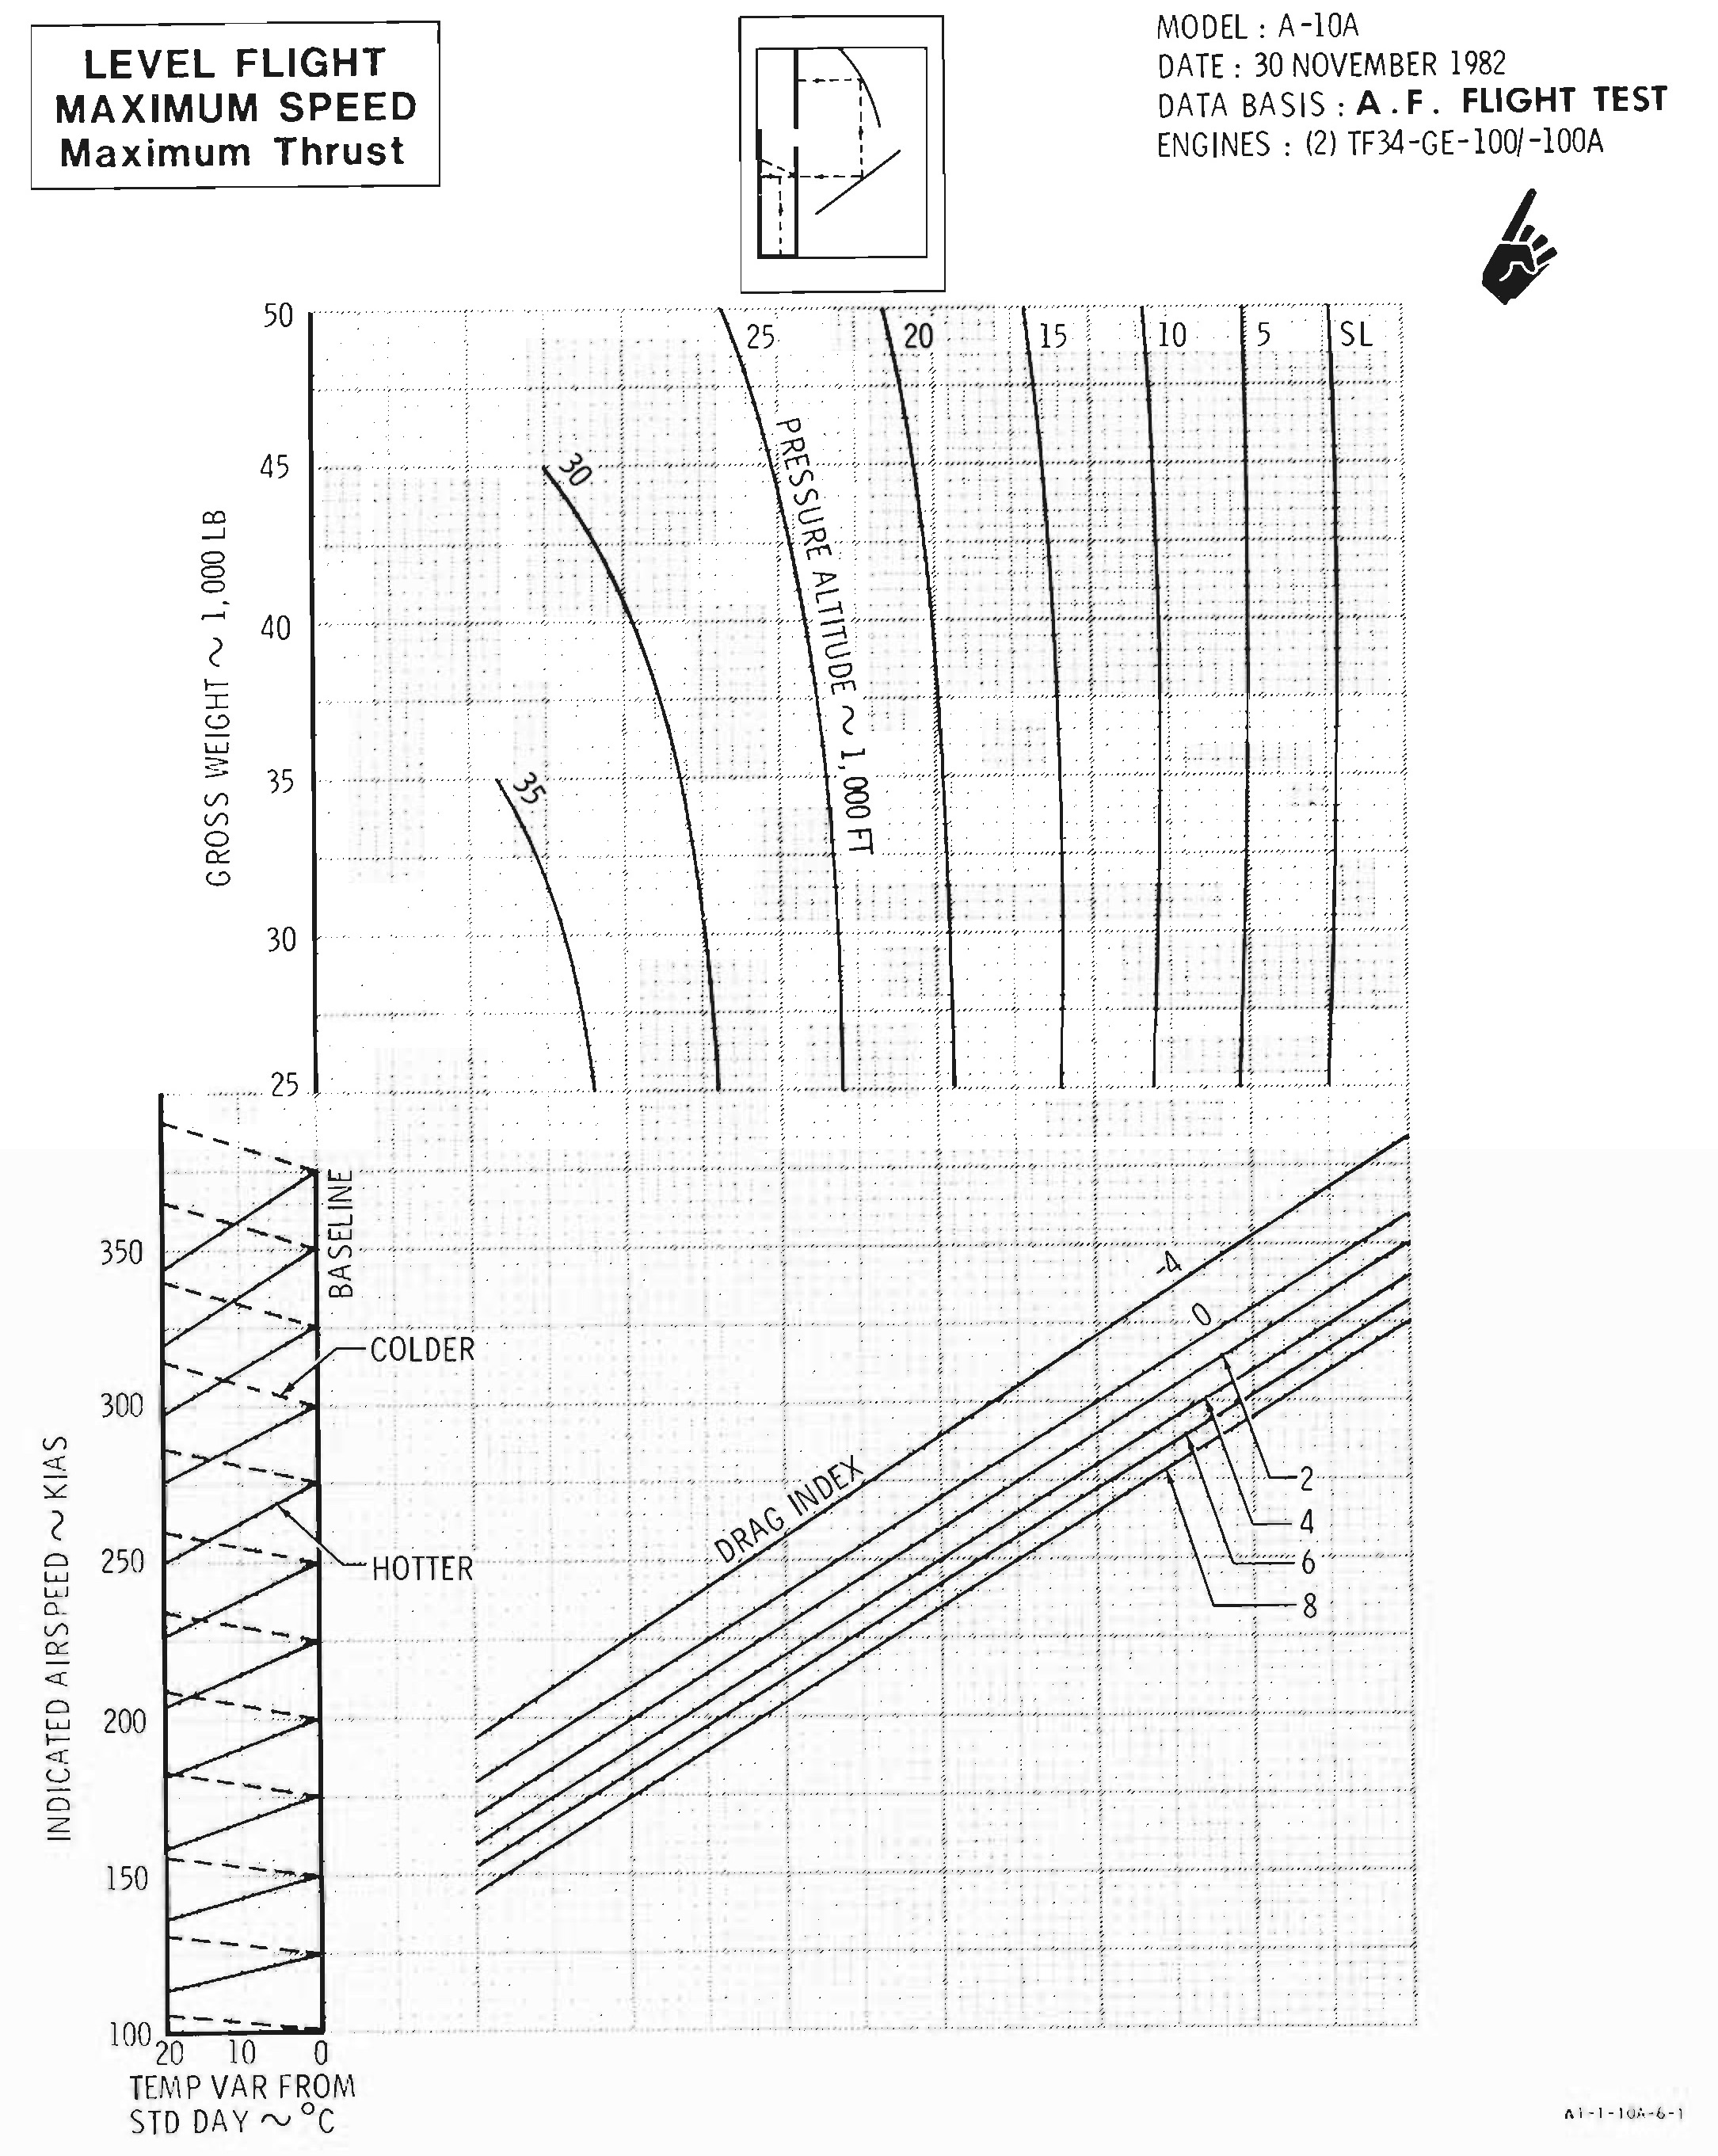 LEVEL FLIGHT
MAXIMUM SPEED
Maximum Thrust
MODEL : A-10A
DATE : 30 NOVEMBER 1982
DATA BASIS : A.F. FLIGHT TEST
ENGINES : (2) TF34-GE-100/-100A
50
45
40
35
30
25
GROSS WEIGHT ~ 1,000 LB
25
20
15
10
5
SL
30
35
PRESSURE ALTITUDE ~ 1,000 FT
BASELINE
COLDER
HOTTER
350
300
250
200
150
100
INDICATED AIRSPEED ~ KIAS
DRAG INDEX
-4
0
2
4
6
8
20 10 0
TEMP VAR FROM
STD DAY ~ °C
A1-1-10A-6-1